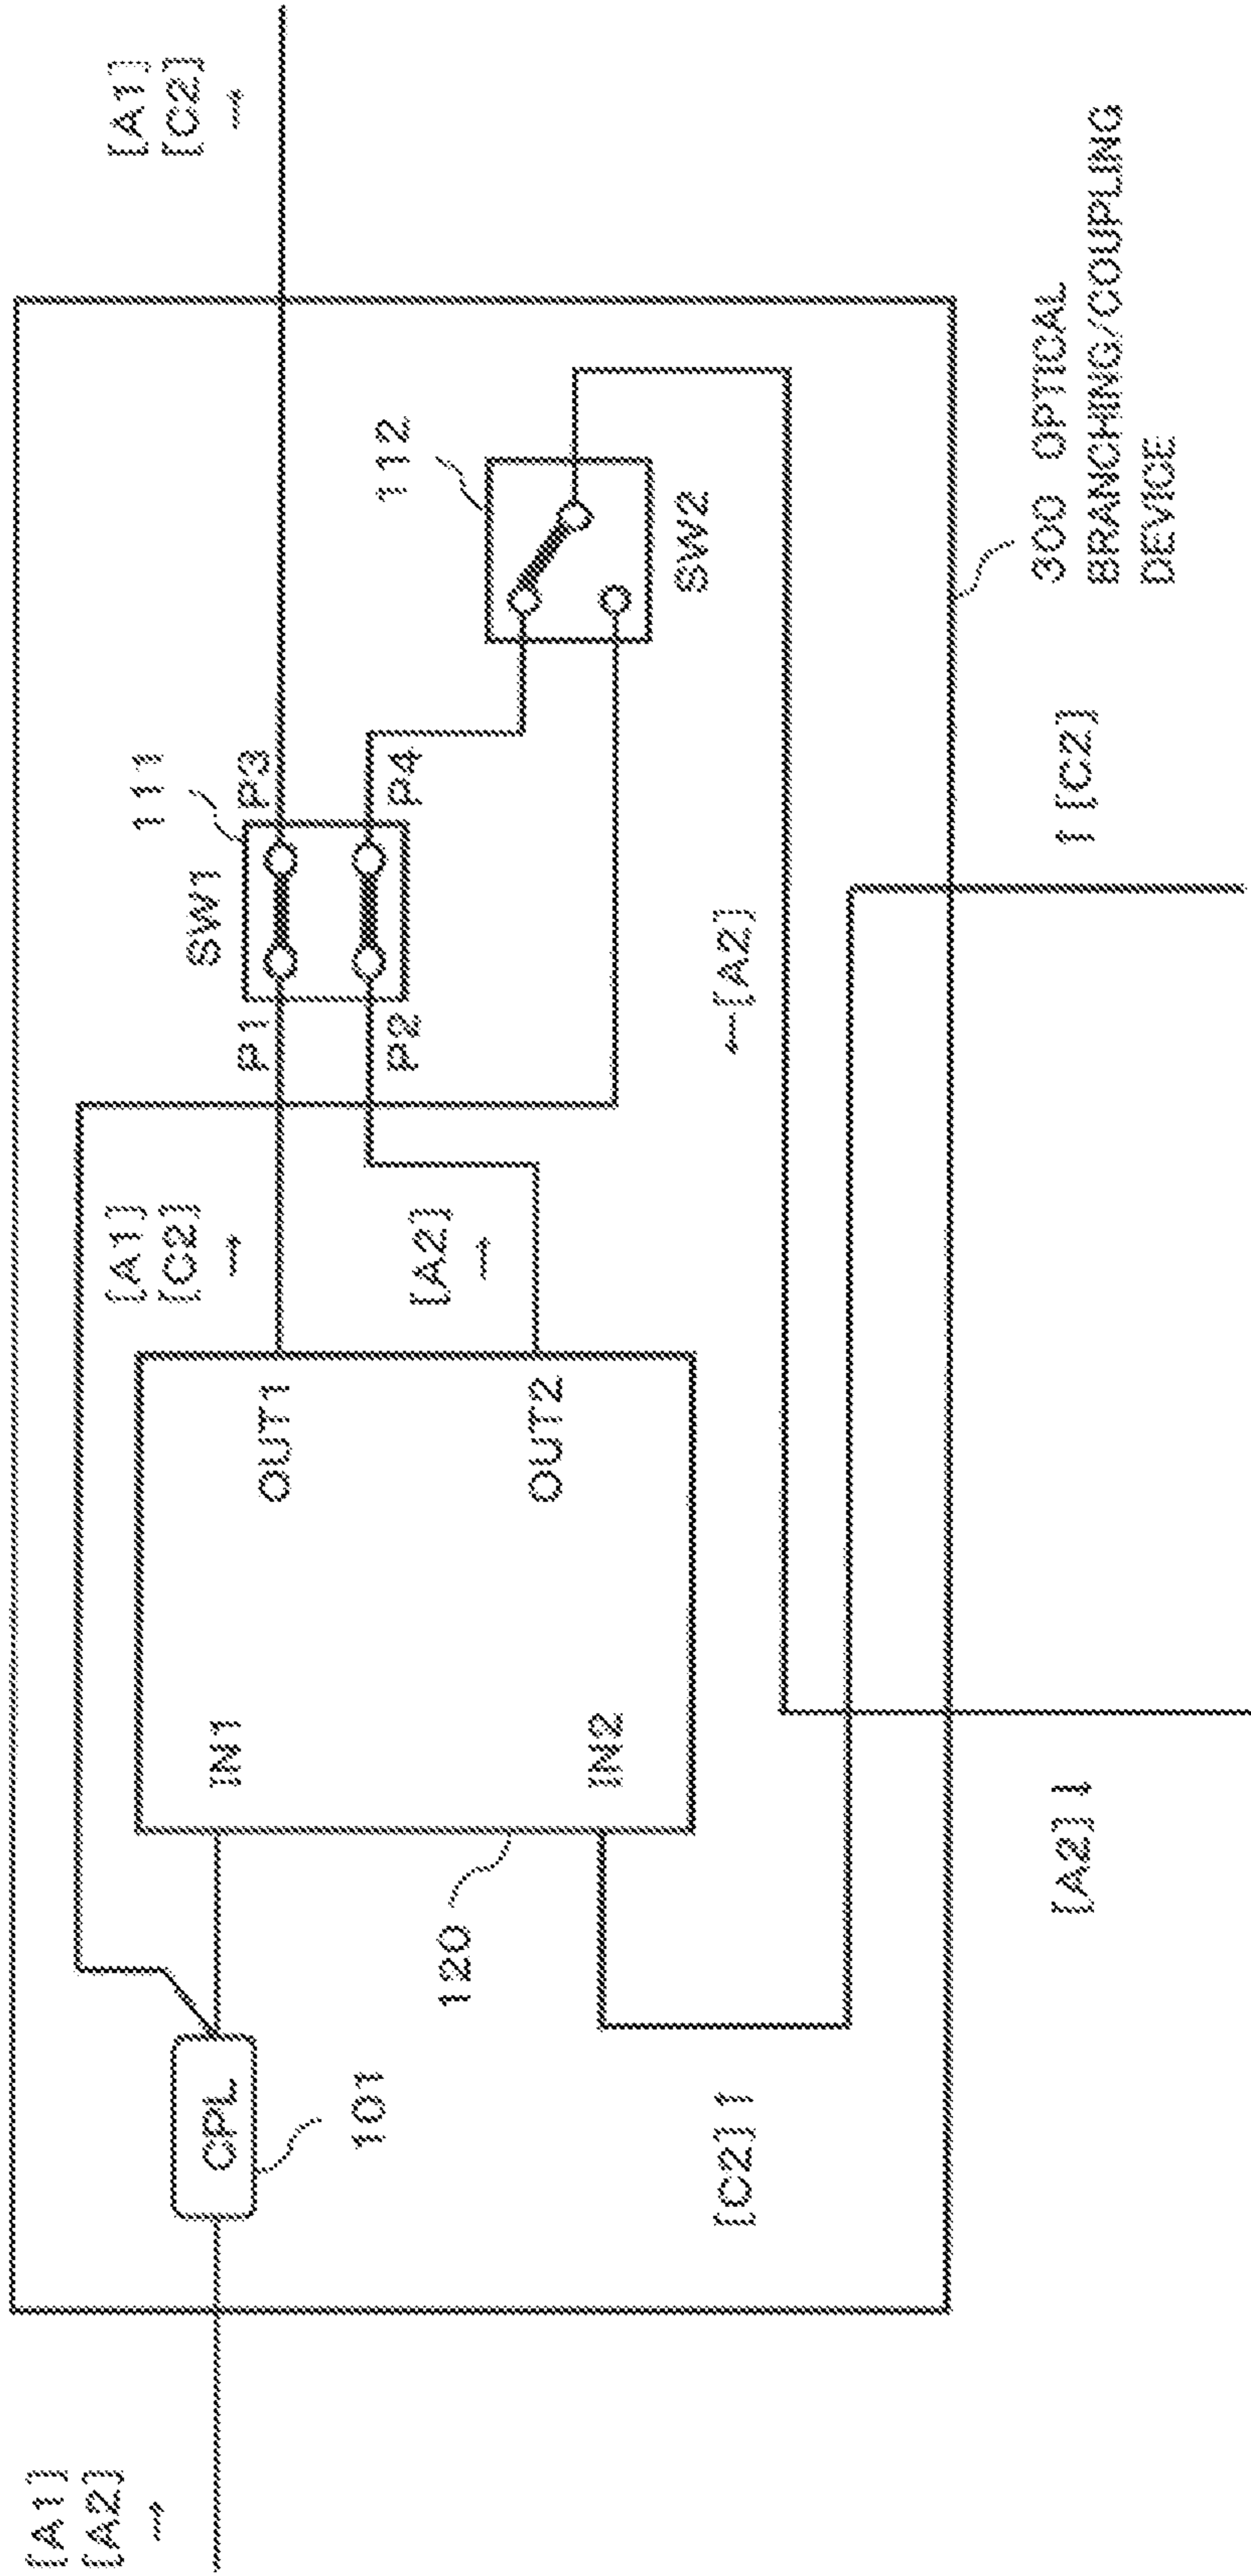 [A1]
[A2]
→
CPL
101
[C2] ↑
120
IN1
IN2
OUT1
OUT2
[A1]
[C2]
→
[A2]
→
←[A2]
P1
P2
SW1
111
P3
P4
112
SW2
[A1]
[C2]
→
[A2] ↓
↑ [C2]
300 OPTICAL
BRANCHING/COUPLING
DEVICE